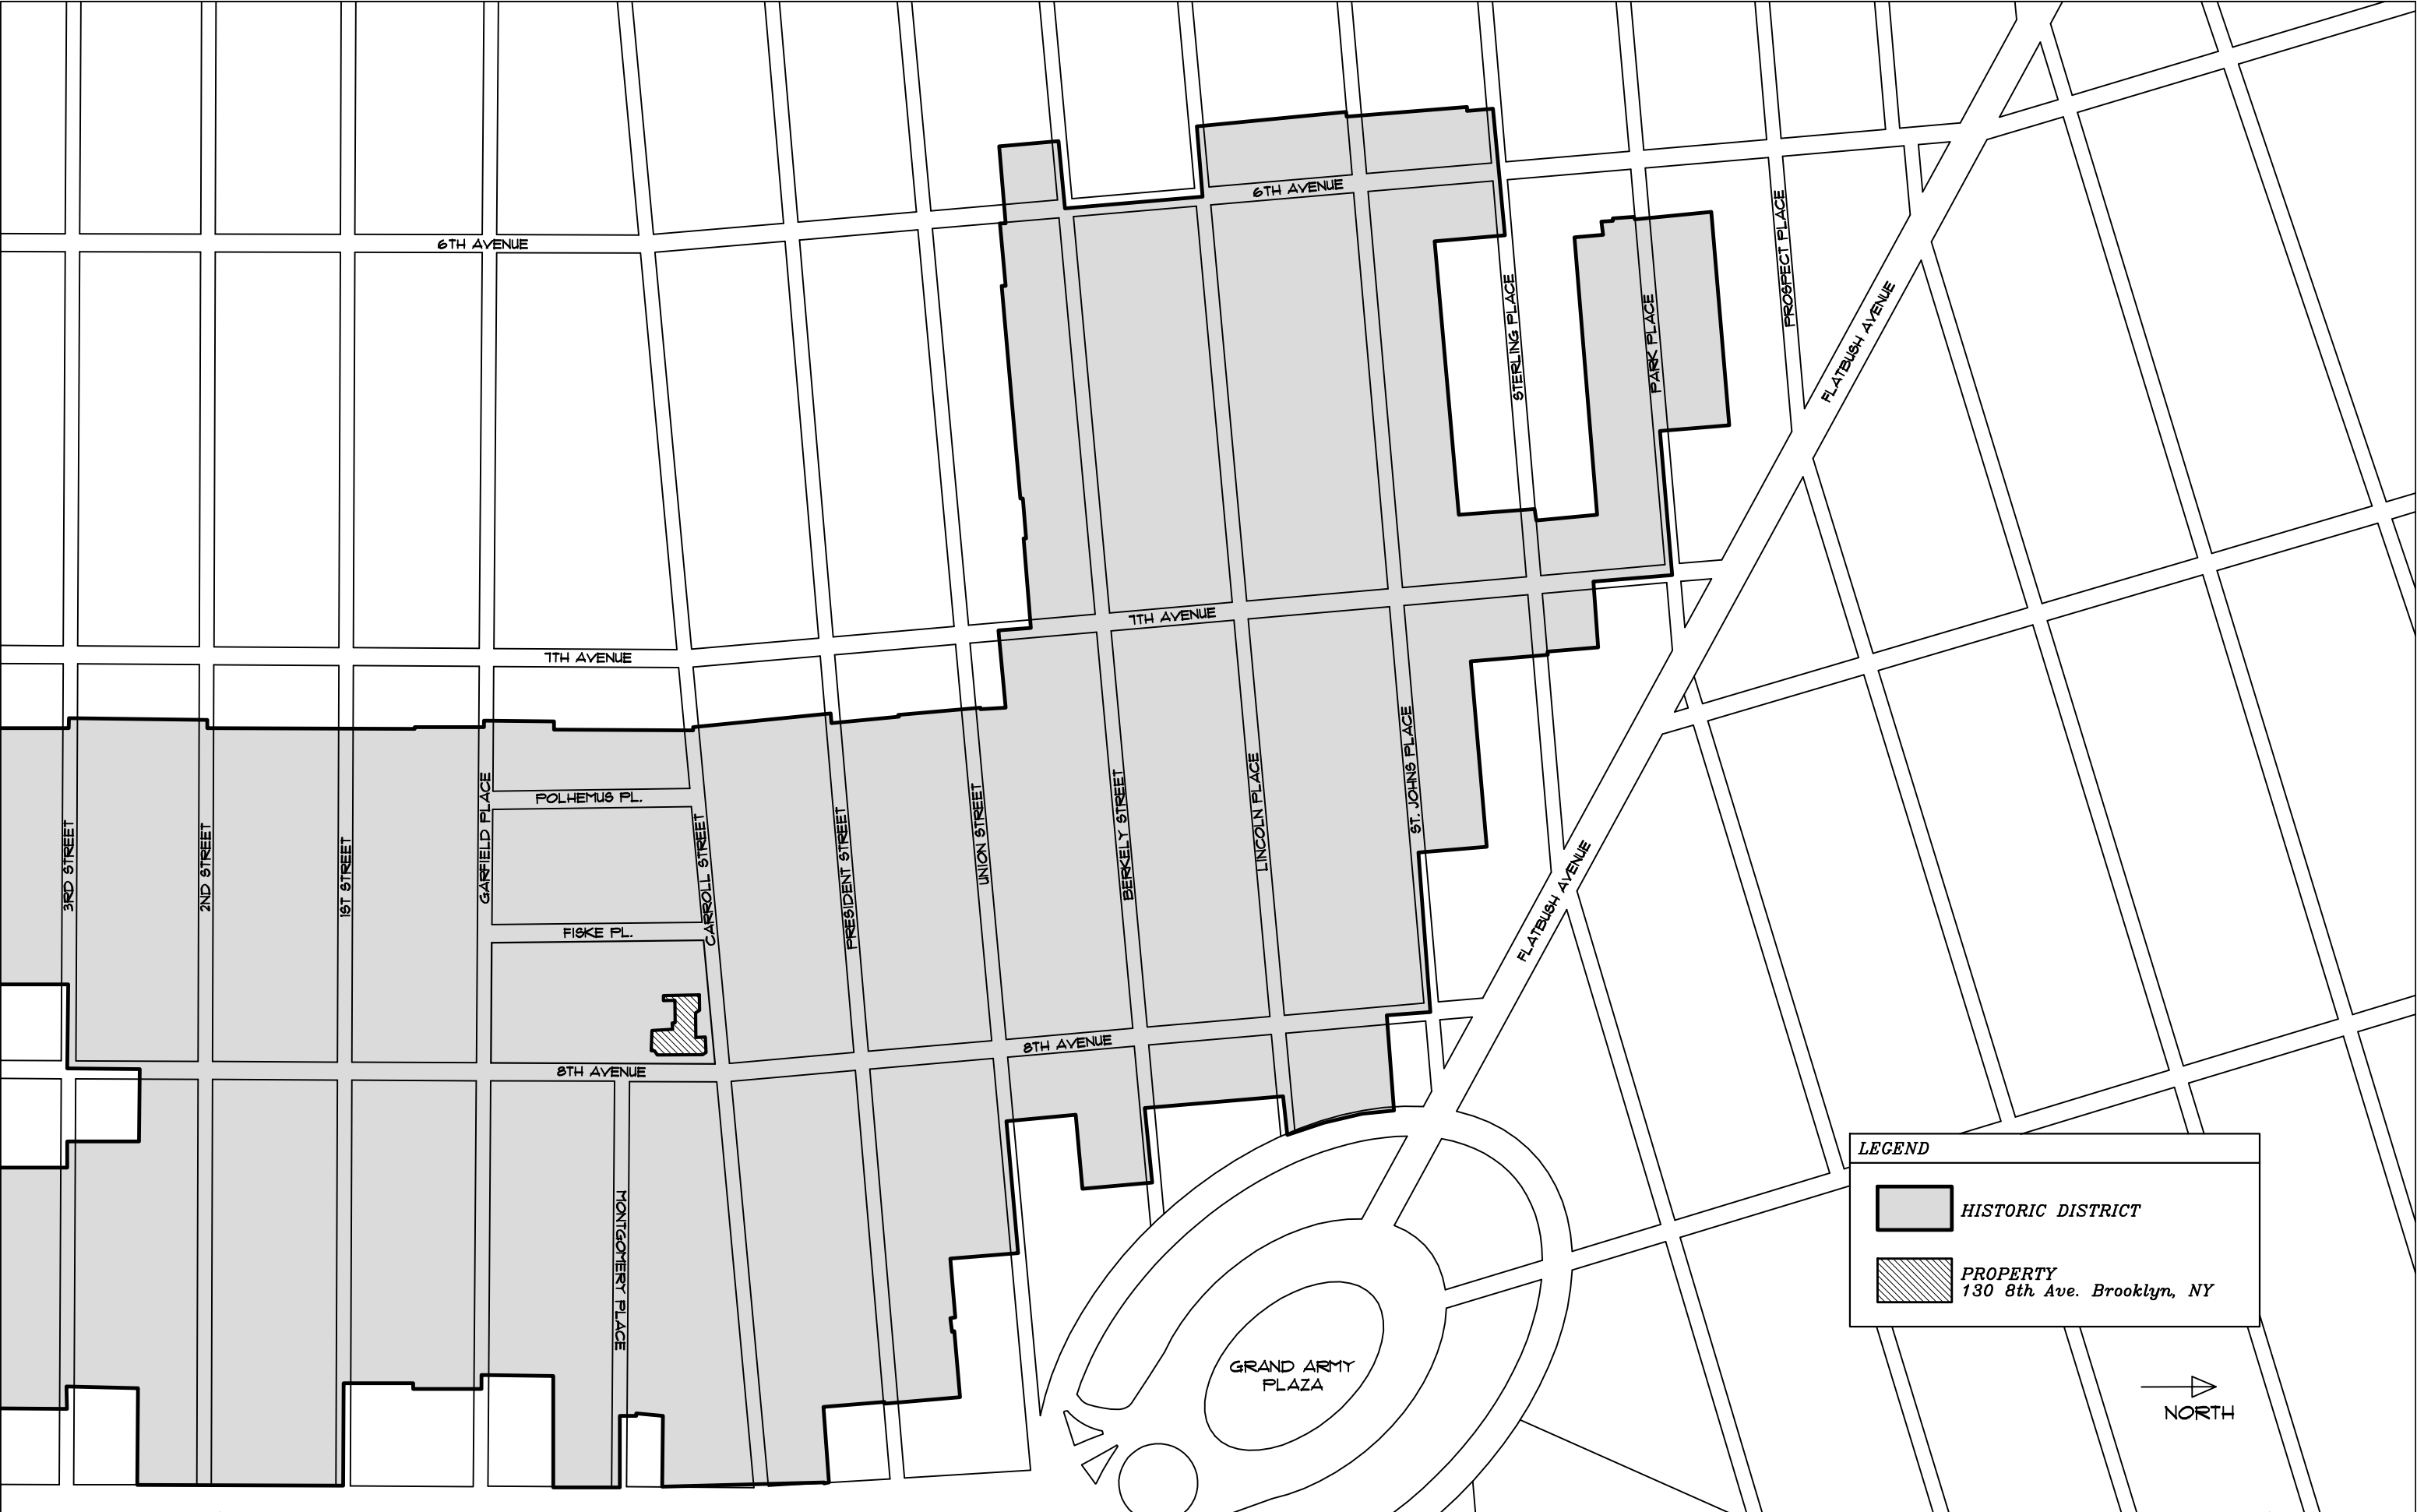 6TH AVENUE
6TH AVENUE
PROSPECT PLACE
STERLING PLACE
PARK PLACE
FLATBUSH AVENUE
7TH AVENUE
7TH AVENUE
POLHEMUS PL.
3RD STREET
2ND STREET
1ST STREET
GARFIELD PLACE
CARROLL STREET
PRESIDENT STREET
UNION STREET
BERKELY STREET
LINCOLN PLACE
ST. JOHNS PLACE
FLATBUSH AVENUE
FISKE PL.
8TH AVENUE
8TH AVENUE
MONTGOMERY PLACE
GRAND ARMY
PLAZA
LEGEND
HISTORIC DISTRICT
PROPERTY
130 8th Ave. Brooklyn, NY
NORTH